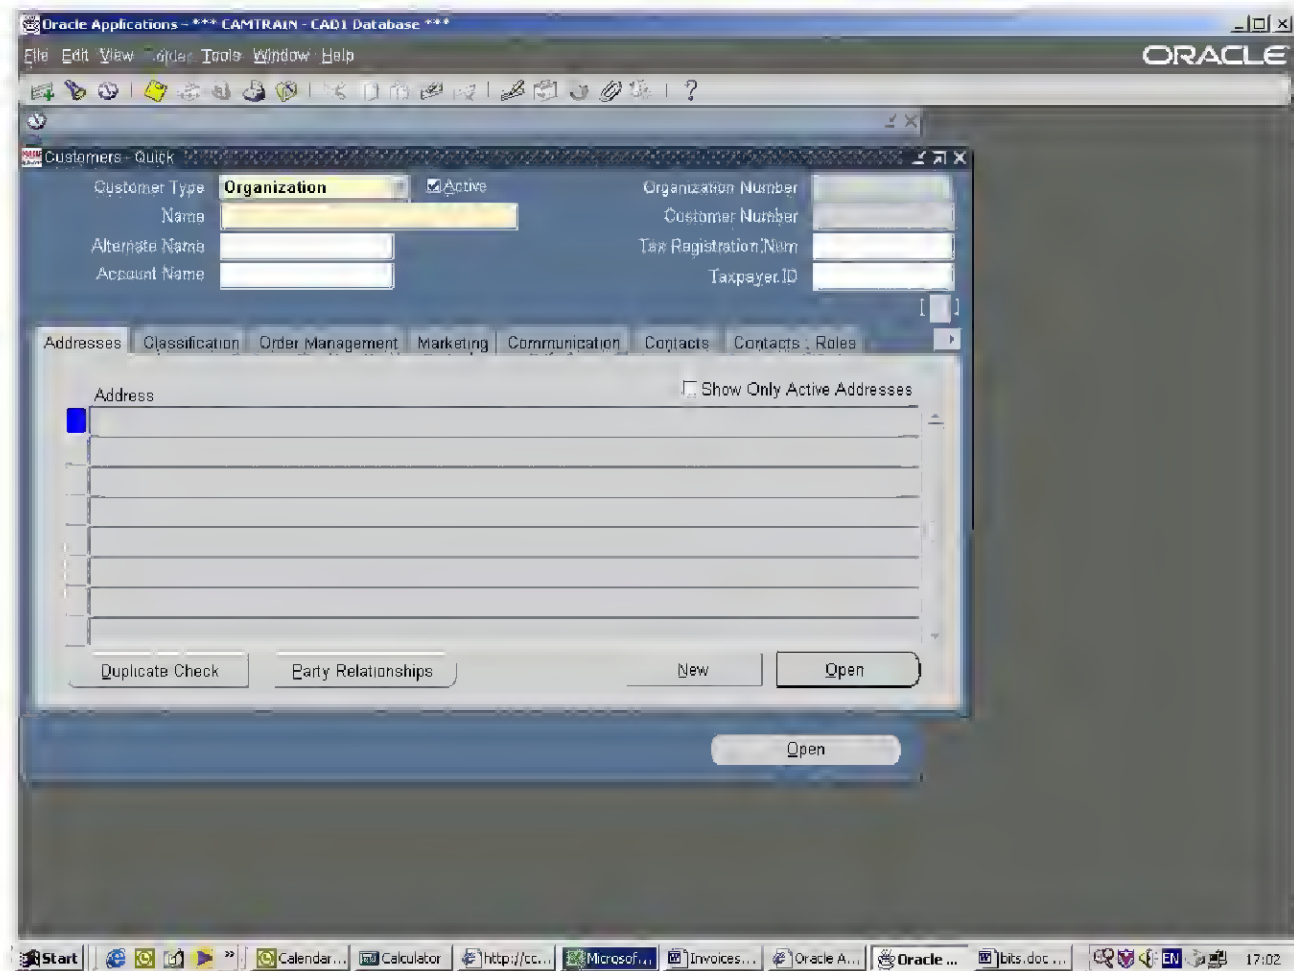 Oracle Applications - *** CAMTRAIN - CAD1 Database ***
File Edit View Folder Tools Window Help
ORACLE
Customers - Quick
Customer Type Organization Active Organization Number
Name Customer Number
Alternate Name Tax Registration Num
Account Name Taxpayer ID
[ ]
Addresses Classification Order Management Marketing Communication Contacts Contacts : Roles
Show Only Active Addresses
Address
Duplicate Check Party Relationships New Open
Open
Start » Calendar... Calculator http://cc... Microsof... Invoices... Oracle A... Oracle ... bits.doc ... EN 17:02